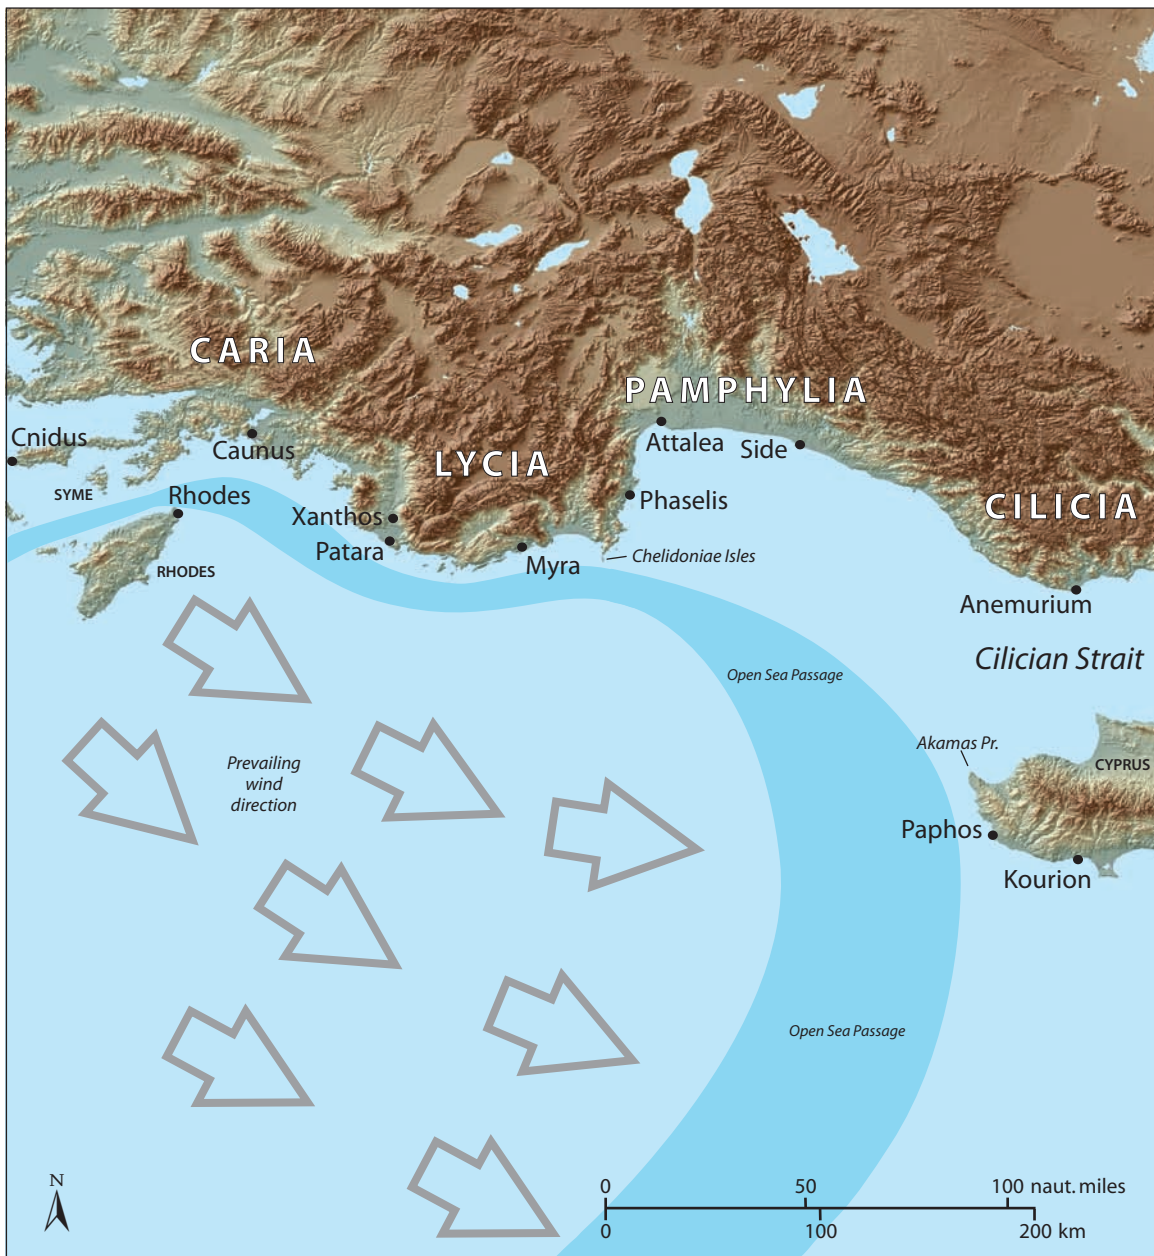 CARIA
PAMPHYLIA
Cnidus
Caunus
Attalea
Side
LYCIA
SYME
Rhodes
Phaselis
Xanthos
CILICIA
Patara
Myra
Chelidoniae Isles
RHODES
Anemurium
Cilician Strait
Open Sea Passage
Akamas Pr.
CYPRUS
Prevailing
wind
direction
Paphos
Kourion
Open Sea Passage
N
0 50 100 naut. miles
0 100 200 km